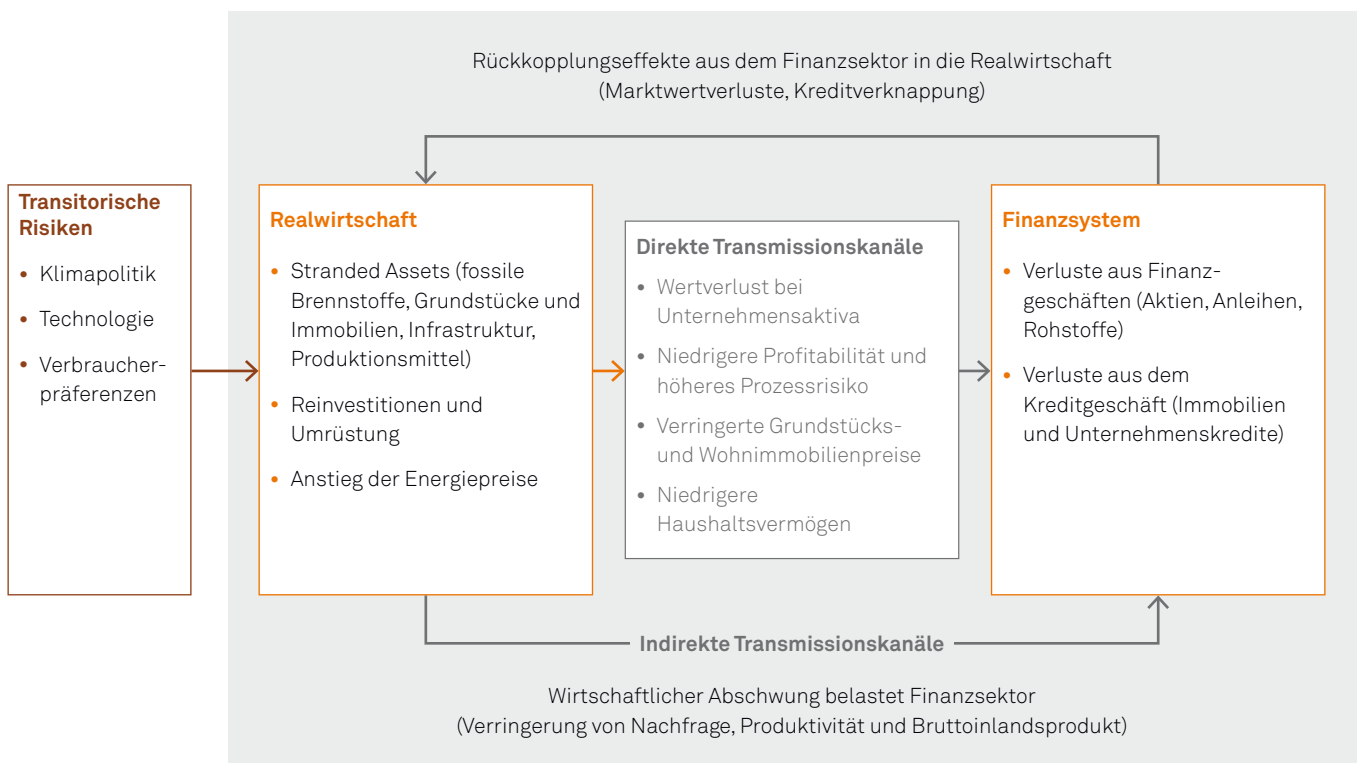 Rückkopplungseffekte aus dem Finanzsektor in die Realwirtschaft
(Marktwertverluste, Kreditverknappung)
Transitorische
Risiken
• Klimapolitik
• Technologie
• Verbraucher-
präferenzen
Realwirtschaft
• Stranded Assets (fossile
Brennstoffe, Grundstücke und
Immobilien, Infrastruktur,
Produktionsmittel)
• Reinvestitionen und
Umrüstung
• Anstieg der Energiepreise
Direkte Transmissionskanäle
• Wertverlust bei
Unternehmensaktiva
• Niedrigere Profitabilität und
höheres Prozessrisiko
• Verringerte Grundstücks-
und Wohnimmobilienpreise
• Niedrigere
Haushaltsvermögen
Finanzsystem
• Verluste aus Finanz-
geschäften (Aktien, Anleihen,
Rohstoffe)
• Verluste aus dem
Kreditgeschäft (Immobilien
und Unternehmenskredite)
Indirekte Transmissionskanäle
Wirtschaftlicher Abschwung belastet Finanzsektor
(Verringerung von Nachfrage, Produktivität und Bruttoinlandsprodukt)